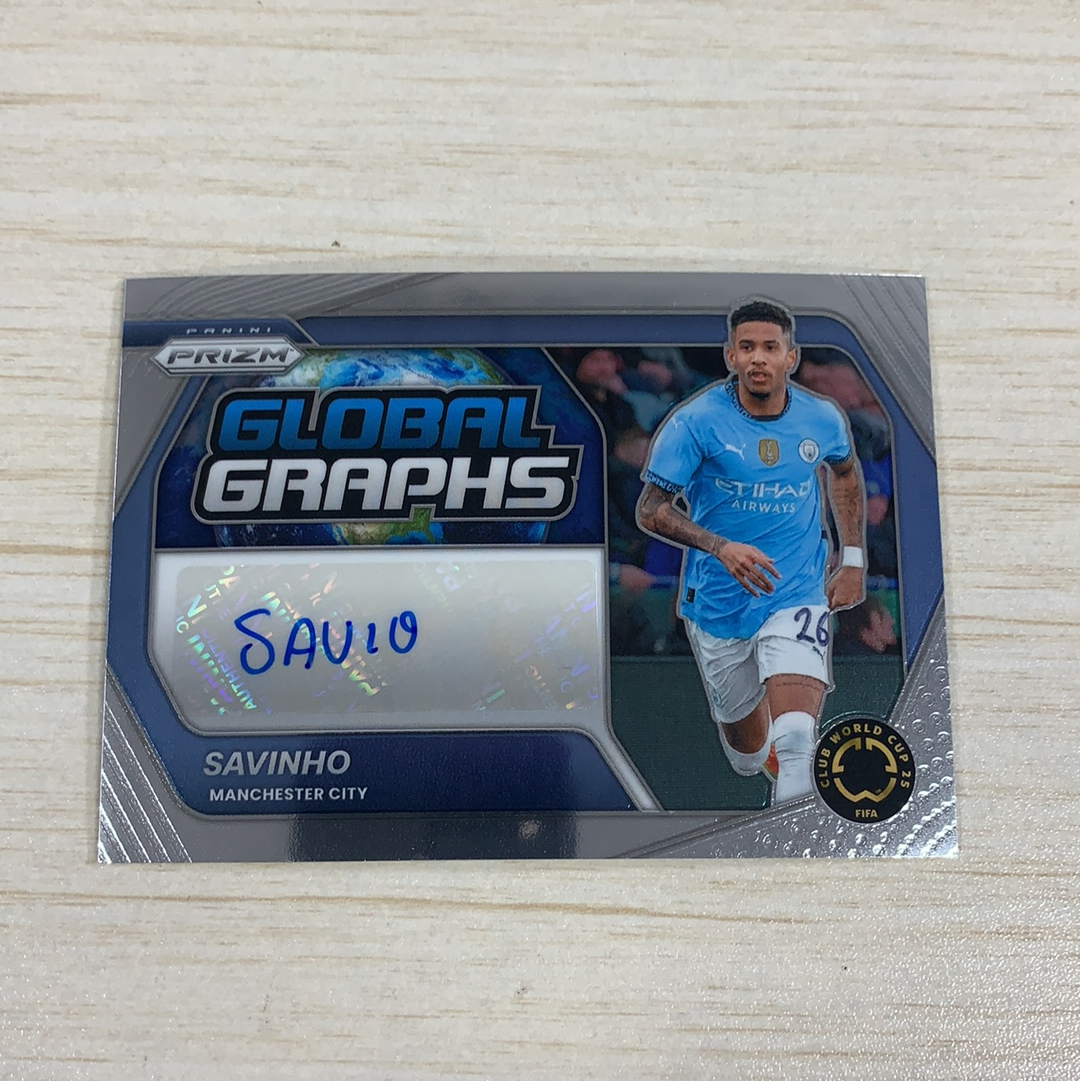 PANINI
PRIZM
GLOBAL
GRAPHS
SAVIO
SAVINHO
MANCHESTER CITY
ETIHAD
AIRWAYS
26
CLUB WORLD CUP 25
FIFA